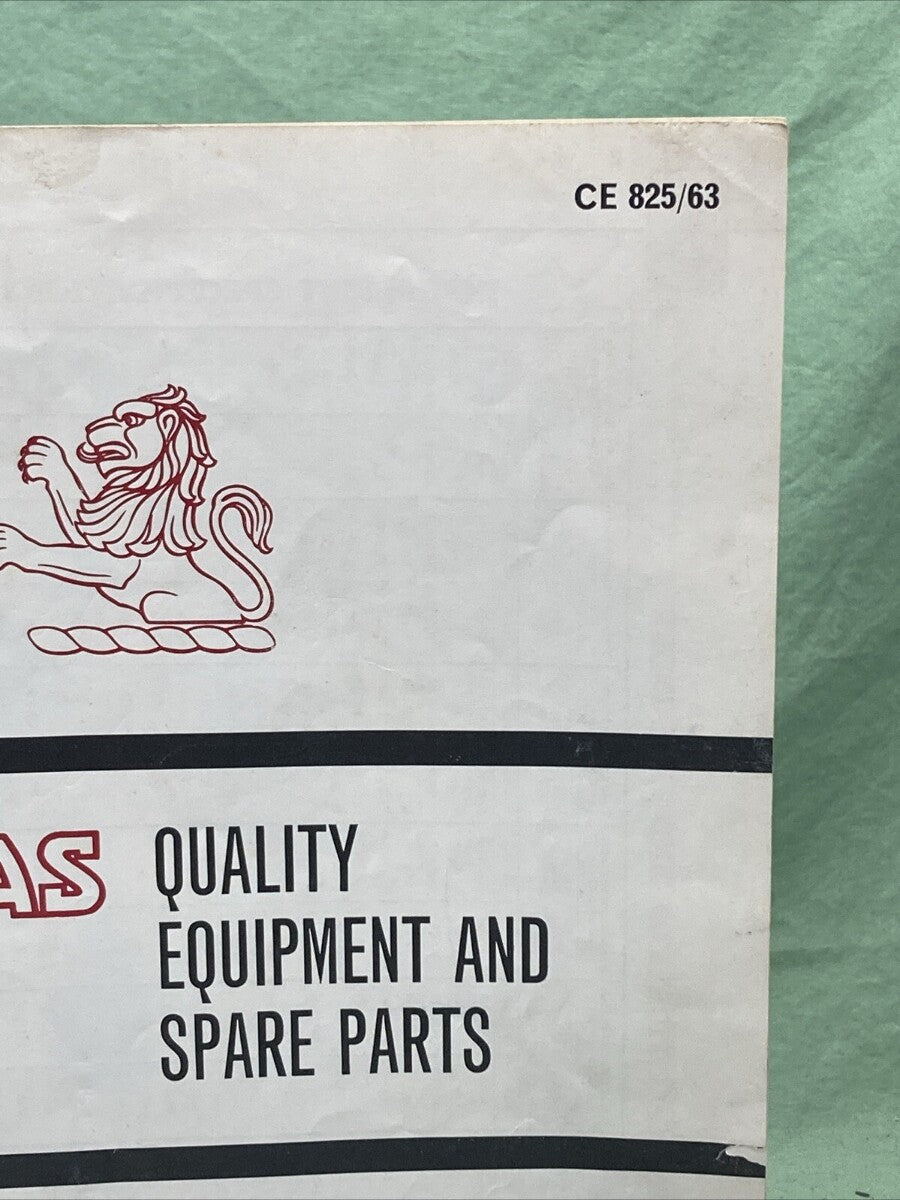 CE 825/63
AS
QUALITY
EQUIPMENT AND
SPARE PARTS